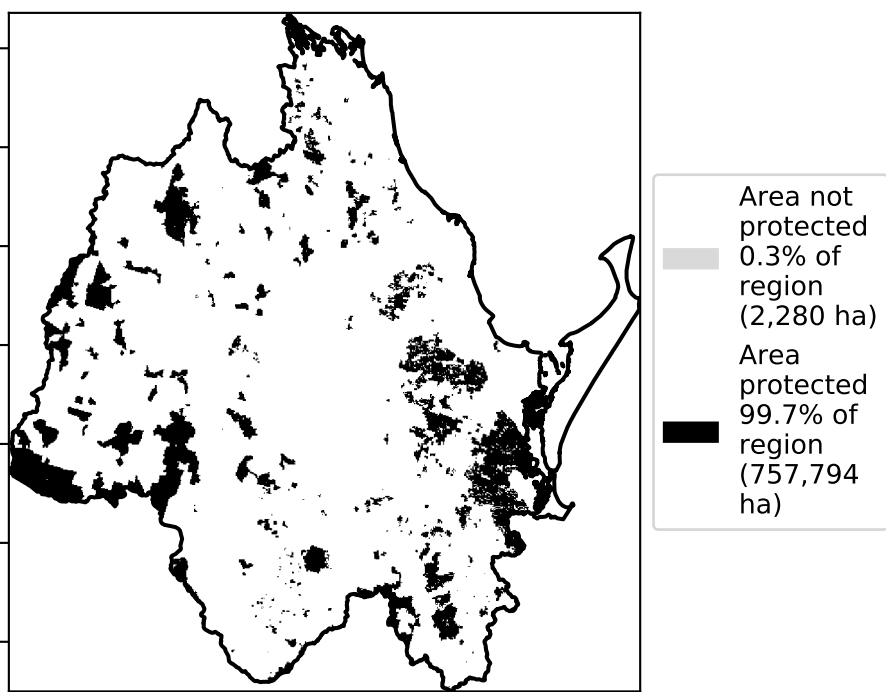 Area not
protected
0.3% of
region
(2,280 ha)
Area
protected
99.7% of
region
(757,794
ha)